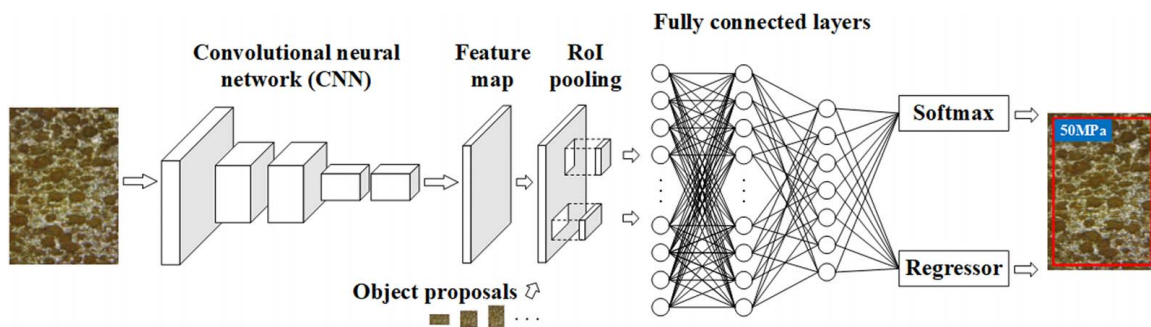 Fully connected layers
Convolutional neural
network (CNN)
Feature
map
RoI
pooling
Softmax
50MPa
Regressor
Object proposals